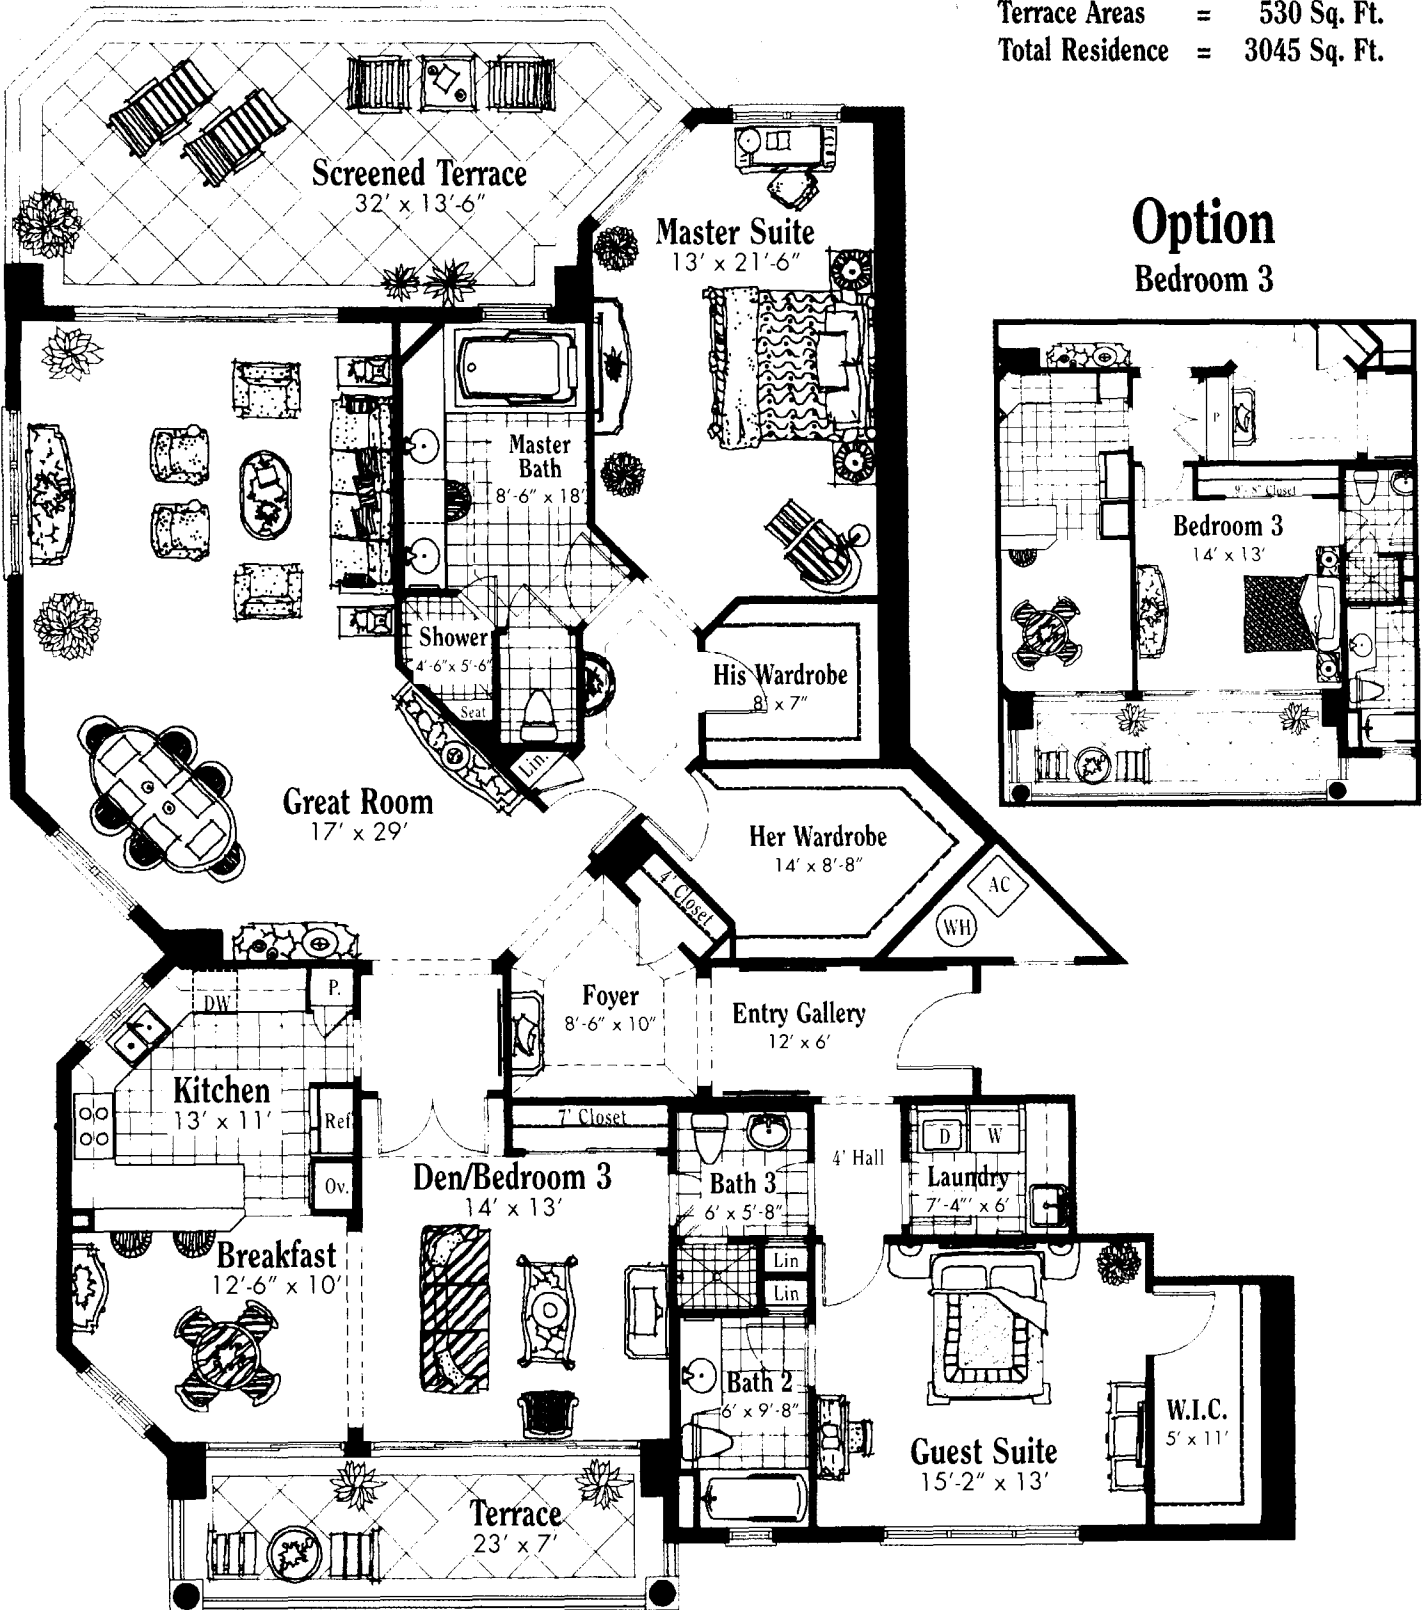 Terrace Areas = 530 Sq. Ft.
Total Residence = 3045 Sq. Ft.
Screened Terrace
32' x 13'-6"
Master Suite
13' x 21'-6"
Option
Bedroom 3
Master
Bath
8'-6" x 18'
P
9'-8" Closet
Bedroom 3
14' x 13'
Shower
4'-6" x 5'-6"
Seat
Lin.
His Wardrobe
8' x 7"
Great Room
17' x 29'
Her Wardrobe
14' x 8'-8"
4' Closet
AC
WH
DW
P.
Foyer
8'-6" x 10"
Entry Gallery
12' x 6'
Kitchen
13' x 11'
Ref.
Ov.
7' Closet
Den/Bedroom 3
14' x 13'
Bath 3
6' x 5'-8"
4' Hall
D
W
Laundry
7'-4"' x 6'
Lin
Lin
Breakfast
12'-6" x 10'
Bath 2
6' x 9'-8"
Guest Suite
15'-2" x 13'
W.I.C.
5' x 11'
Terrace
23' x 7'